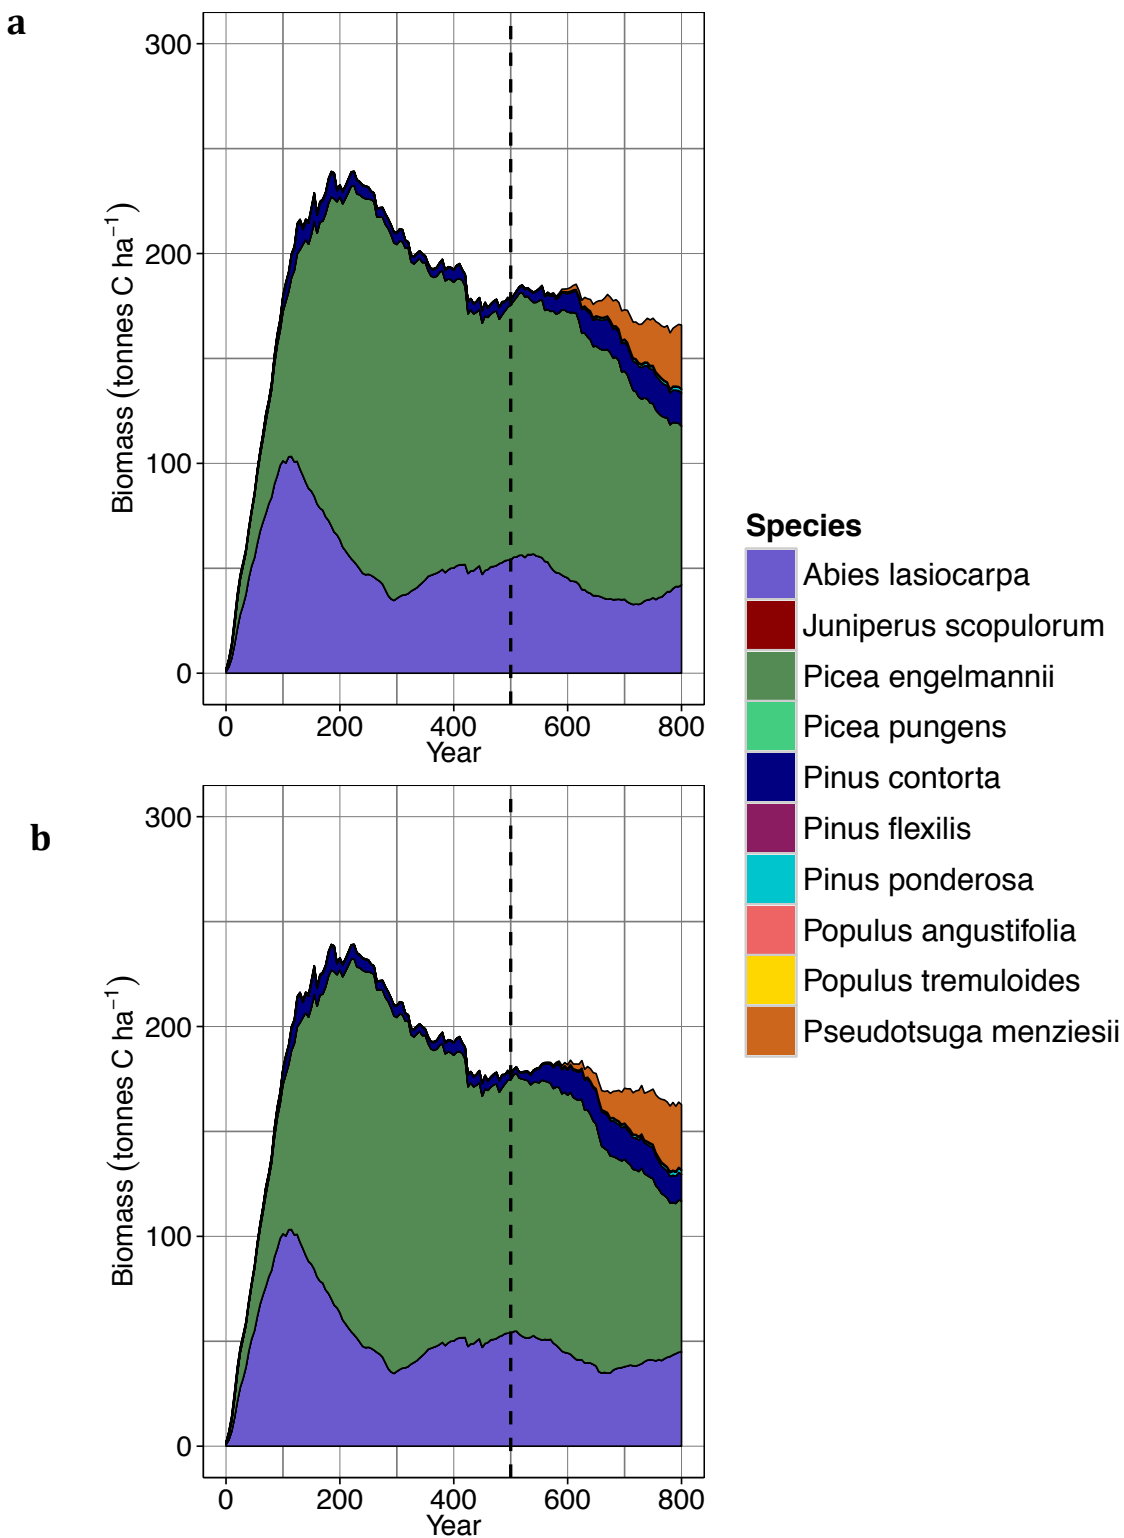 a
300
200
100
0
Biomass (tonnes C ha⁻¹)
0 200 400 600 800
Year
Species
Abies lasiocarpa
Juniperus scopulorum
Picea engelmannii
Picea pungens
Pinus contorta
Pinus flexilis
Pinus ponderosa
Populus angustifolia
Populus tremuloides
Pseudotsuga menziesii
b
300
200
100
0
Biomass (tonnes C ha⁻¹)
0 200 400 600 800
Year